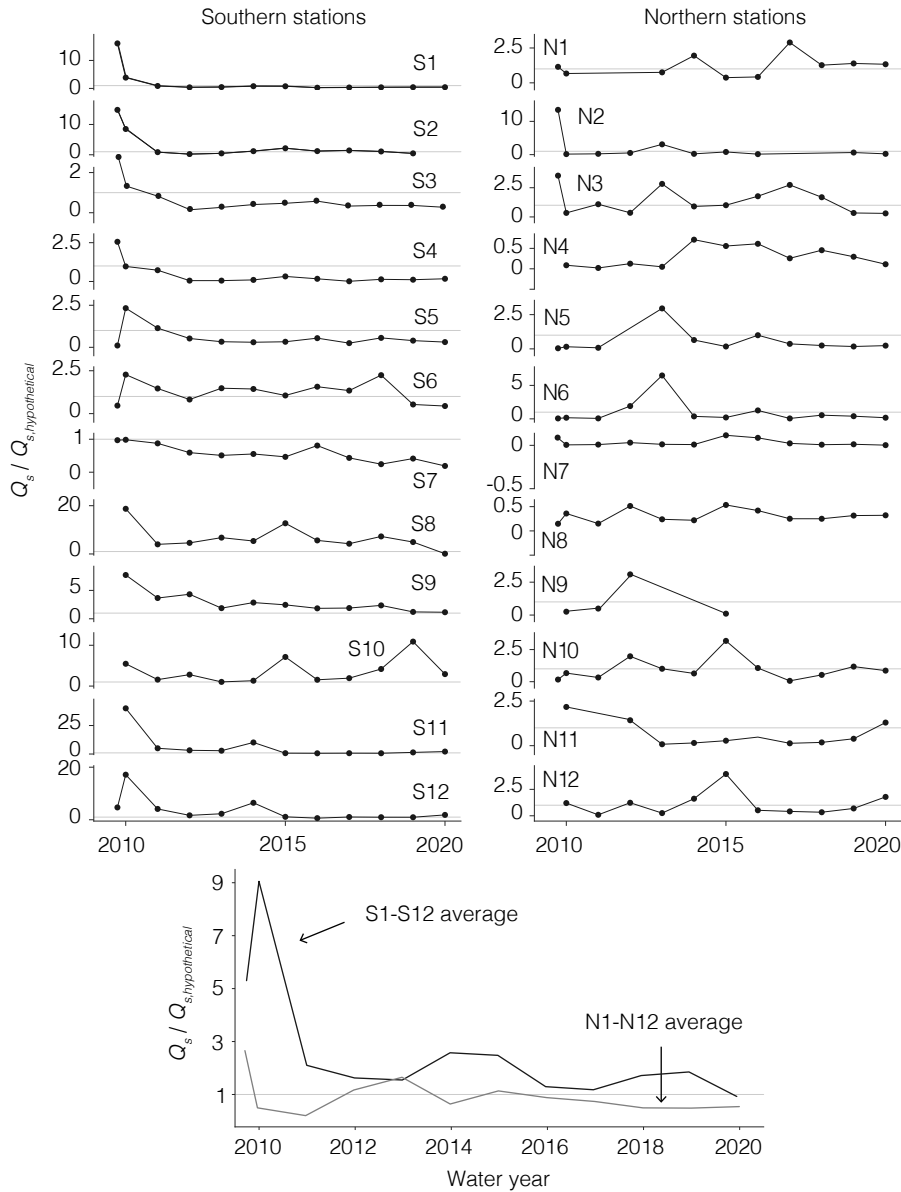 Southern stations
Northern stations
Q_s / Q_s,hypothetical
10
0
S1
10
0
S2
2
0
S3
2.5
0
S4
2.5
0
S5
2.5
0
S6
1
0
S7
20
0
S8
5
0
S9
10
0
S10
25
0
S11
20
0
S12
2010
2015
2020
2.5
0
N1
10
0
N2
2.5
0
N3
0.5
0
N4
2.5
0
N5
5
0
N6
0
-0.5
N7
0.5
0
N8
2.5
0
N9
2.5
0
N10
2.5
0
N11
2.5
0
N12
2010
2015
2020
Q_s / Q_s,hypothetical
9
7
5
3
1
S1-S12 average
N1-N12 average
2010
2012
2014
2016
2018
2020
Water year